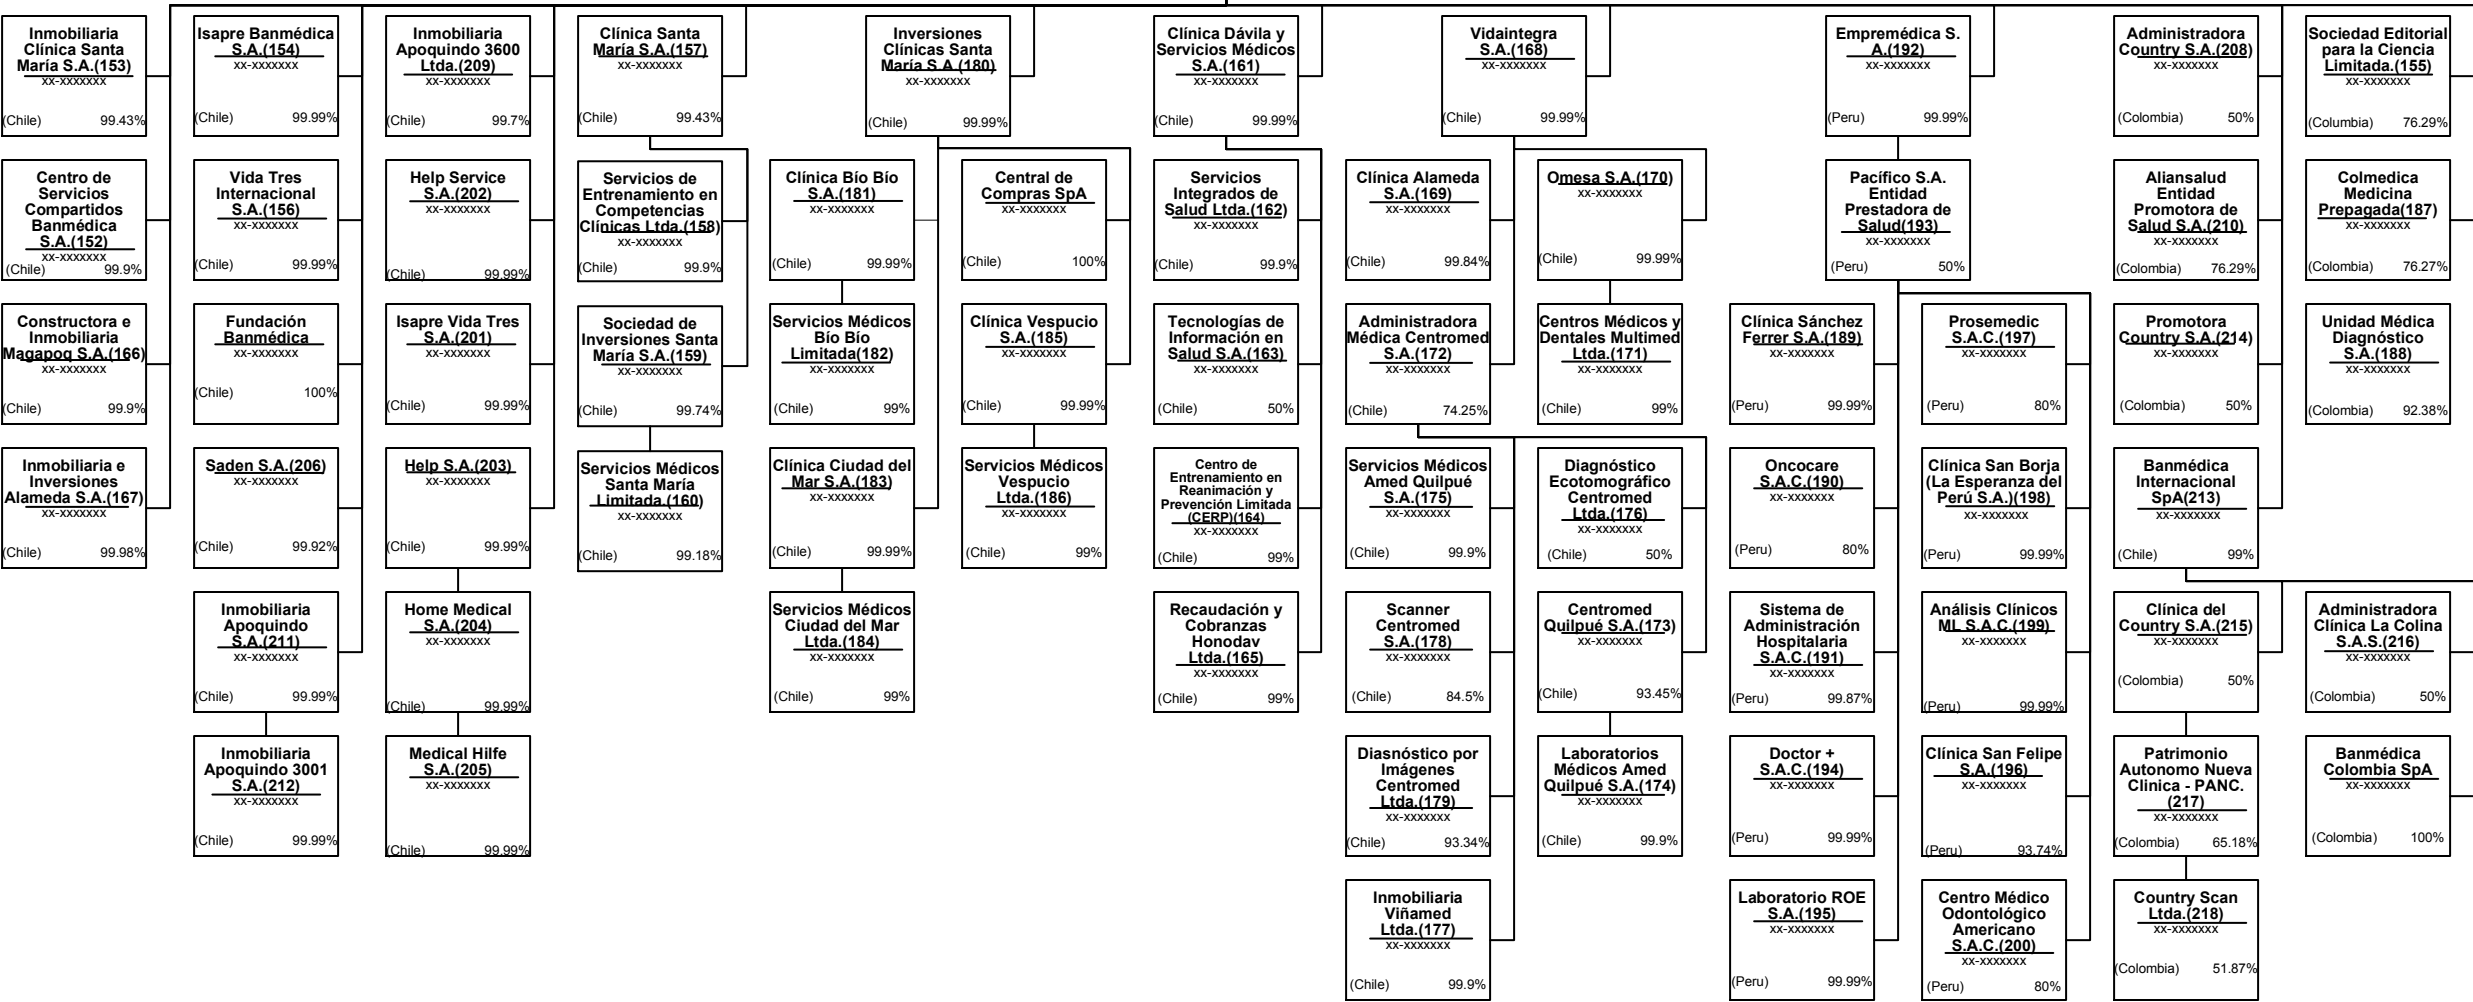 Inmobiliaria
Clínica Santa
María S.A.(153)
xx-xxxxxxx
(Chile) 99.43%
Isapre Banmédica
S.A.(154)
xx-xxxxxxx
(Chile) 99.99%
Inmobiliaria
Apoquindo 3600
Ltda.(209)
xx-xxxxxxx
(Chile) 99.7%
Clínica Santa
María S.A.(157)
xx-xxxxxxx
(Chile) 99.43%
Inversiones
Clínicas Santa
María S.A.(180)
xx-xxxxxxx
(Chile) 99.99%
Clínica Dávila y
Servicios Médicos
S.A.(161)
xx-xxxxxxx
(Chile) 99.99%
Vidaintegra
S.A.(168)
xx-xxxxxxx
(Chile) 99.99%
Empremédica S.
A.(192)
xx-xxxxxxx
(Peru) 99.99%
Administradora
Country S.A.(208)
xx-xxxxxxx
(Colombia) 50%
Sociedad Editorial
para la Ciencia
Limitada.(155)
xx-xxxxxxx
(Columbia) 76.29%
Centro de
Servicios
Compartidos
Banmédica
S.A.(152)
xx-xxxxxxx
(Chile) 99.9%
Vida Tres
Internacional
S.A.(156)
xx-xxxxxxx
(Chile) 99.99%
Help Service
S.A.(202)
xx-xxxxxxx
(Chile) 99.99%
Servicios de
Entrenamiento en
Competencias
Clínicas Ltda.(158)
xx-xxxxxxx
(Chile) 99.9%
Clínica Bío Bío
S.A.(181)
xx-xxxxxxx
(Chile) 99.99%
Central de
Compras SpA
xx-xxxxxxx
(Chile) 100%
Servicios
Integrados de
Salud Ltda.(162)
xx-xxxxxxx
(Chile) 99.9%
Clínica Alameda
S.A.(169)
xx-xxxxxxx
(Chile) 99.84%
Omesa S.A.(170)
xx-xxxxxxx
(Chile) 99.99%
Pacífico S.A.
Entidad
Prestadora de
Salud(193)
xx-xxxxxxx
(Peru) 50%
Aliansalud
Entidad
Promotora de
Salud S.A.(210)
xx-xxxxxxx
(Colombia) 76.29%
Colmedica
Medicina
Prepagada(187)
xx-xxxxxxx
(Colombia) 76.27%
Constructora e
Inmobiliaria
Magapoq S.A.(166)
xx-xxxxxxx
(Chile) 99.9%
Fundación
Banmédica
xx-xxxxxxx
(Chile) 100%
Isapre Vida Tres
S.A.(201)
xx-xxxxxxx
(Chile) 99.99%
Sociedad de
Inversiones Santa
María S.A.(159)
xx-xxxxxxx
(Chile) 99.74%
Servicios Médicos
Bío Bío
Limitada(182)
xx-xxxxxxx
(Chile) 99%
Clínica Vespucio
S.A.(185)
xx-xxxxxxx
(Chile) 99.99%
Tecnologías de
Información en
Salud S.A.(163)
xx-xxxxxxx
(Chile) 50%
Administradora
Médica Centromed
S.A.(172)
xx-xxxxxxx
(Chile) 74.25%
Centros Médicos y
Dentales Multimed
Ltda.(171)
xx-xxxxxxx
(Chile) 99%
Clínica Sánchez
Ferrer S.A.(189)
xx-xxxxxxx
(Peru) 99.99%
Prosemedic
S.A.C.(197)
xx-xxxxxxx
(Peru) 80%
Promotora
Country S.A.(214)
xx-xxxxxxx
(Colombia) 50%
Unidad Médica
Diagnóstico
S.A.(188)
xx-xxxxxxx
(Colombia) 92.38%
Inmobiliaria e
Inversiones
Alameda S.A.(167)
xx-xxxxxxx
(Chile) 99.98%
Saden S.A.(206)
xx-xxxxxxx
(Chile) 99.92%
Help S.A.(203)
xx-xxxxxxx
(Chile) 99.99%
Servicios Médicos
Santa María
Limitada.(160)
xx-xxxxxxx
(Chile) 99.18%
Clínica Ciudad del
Mar S.A.(183)
xx-xxxxxxx
(Chile) 99.99%
Servicios Médicos
Vespucio
Ltda.(186)
xx-xxxxxxx
(Chile) 99%
Centro de
Entrenamiento en
Reanimación y
Prevención Limitada
(CERP)(164)
xx-xxxxxxx
(Chile) 99%
Servicios Médicos
Amed Quilpué
S.A.(175)
xx-xxxxxxx
(Chile) 99.9%
Diagnóstico
Ecotomográfico
Centromed
Ltda.(176)
xx-xxxxxxx
(Chile) 50%
Oncocare
S.A.C.(190)
xx-xxxxxxx
(Peru) 80%
Clínica San Borja
(La Esperanza del
Perú S.A.)(198)
xx-xxxxxxx
(Peru) 99.99%
Banmédica
Internacional
SpA(213)
xx-xxxxxxx
(Chile) 99%
Inmobiliaria
Apoquindo
S.A.(211)
xx-xxxxxxx
(Chile) 99.99%
Home Medical
S.A.(204)
xx-xxxxxxx
(Chile) 99.99%
Servicios Médicos
Ciudad del Mar
Ltda.(184)
xx-xxxxxxx
(Chile) 99%
Recaudación y
Cobranzas
Honodav
Ltda.(165)
xx-xxxxxxx
(Chile) 99%
Scanner
Centromed
S.A.(178)
xx-xxxxxxx
(Chile) 84.5%
Centromed
Quilpué S.A.(173)
xx-xxxxxxx
(Chile) 93.45%
Sistema de
Administración
Hospitalaria
S.A.C.(191)
xx-xxxxxxx
(Peru) 99.87%
Análisis Clínicos
ML S.A.C.(199)
xx-xxxxxxx
(Peru) 99.99%
Clínica del
Country S.A.(215)
xx-xxxxxxx
(Colombia) 50%
Administradora
Clínica La Colina
S.A.S.(216)
xx-xxxxxxx
(Colombia) 50%
Inmobiliaria
Apoquindo 3001
S.A.(212)
xx-xxxxxxx
(Chile) 99.99%
Medical Hilfe
S.A.(205)
xx-xxxxxxx
(Chile) 99.99%
Diasnóstico por
Imágenes
Centromed
Ltda.(179)
xx-xxxxxxx
(Chile) 93.34%
Laboratorios
Médicos Amed
Quilpué S.A.(174)
xx-xxxxxxx
(Chile) 99.9%
Doctor +
S.A.C.(194)
xx-xxxxxxx
(Peru) 99.99%
Clínica San Felipe
S.A.(196)
xx-xxxxxxx
(Peru) 93.74%
Patrimonio
Autonomo Nueva
Clinica - PANC.
(217)
xx-xxxxxxx
(Colombia) 65.18%
Banmédica
Colombia SpA
xx-xxxxxxx
(Colombia) 100%
Inmobiliaria
Viñamed
Ltda.(177)
xx-xxxxxxx
(Chile) 99.9%
Laboratorio ROE
S.A.(195)
xx-xxxxxxx
(Peru) 99.99%
Centro Médico
Odontológico
Americano
S.A.C.(200)
xx-xxxxxxx
(Peru) 80%
Country Scan
Ltda.(218)
xx-xxxxxxx
(Colombia) 51.87%